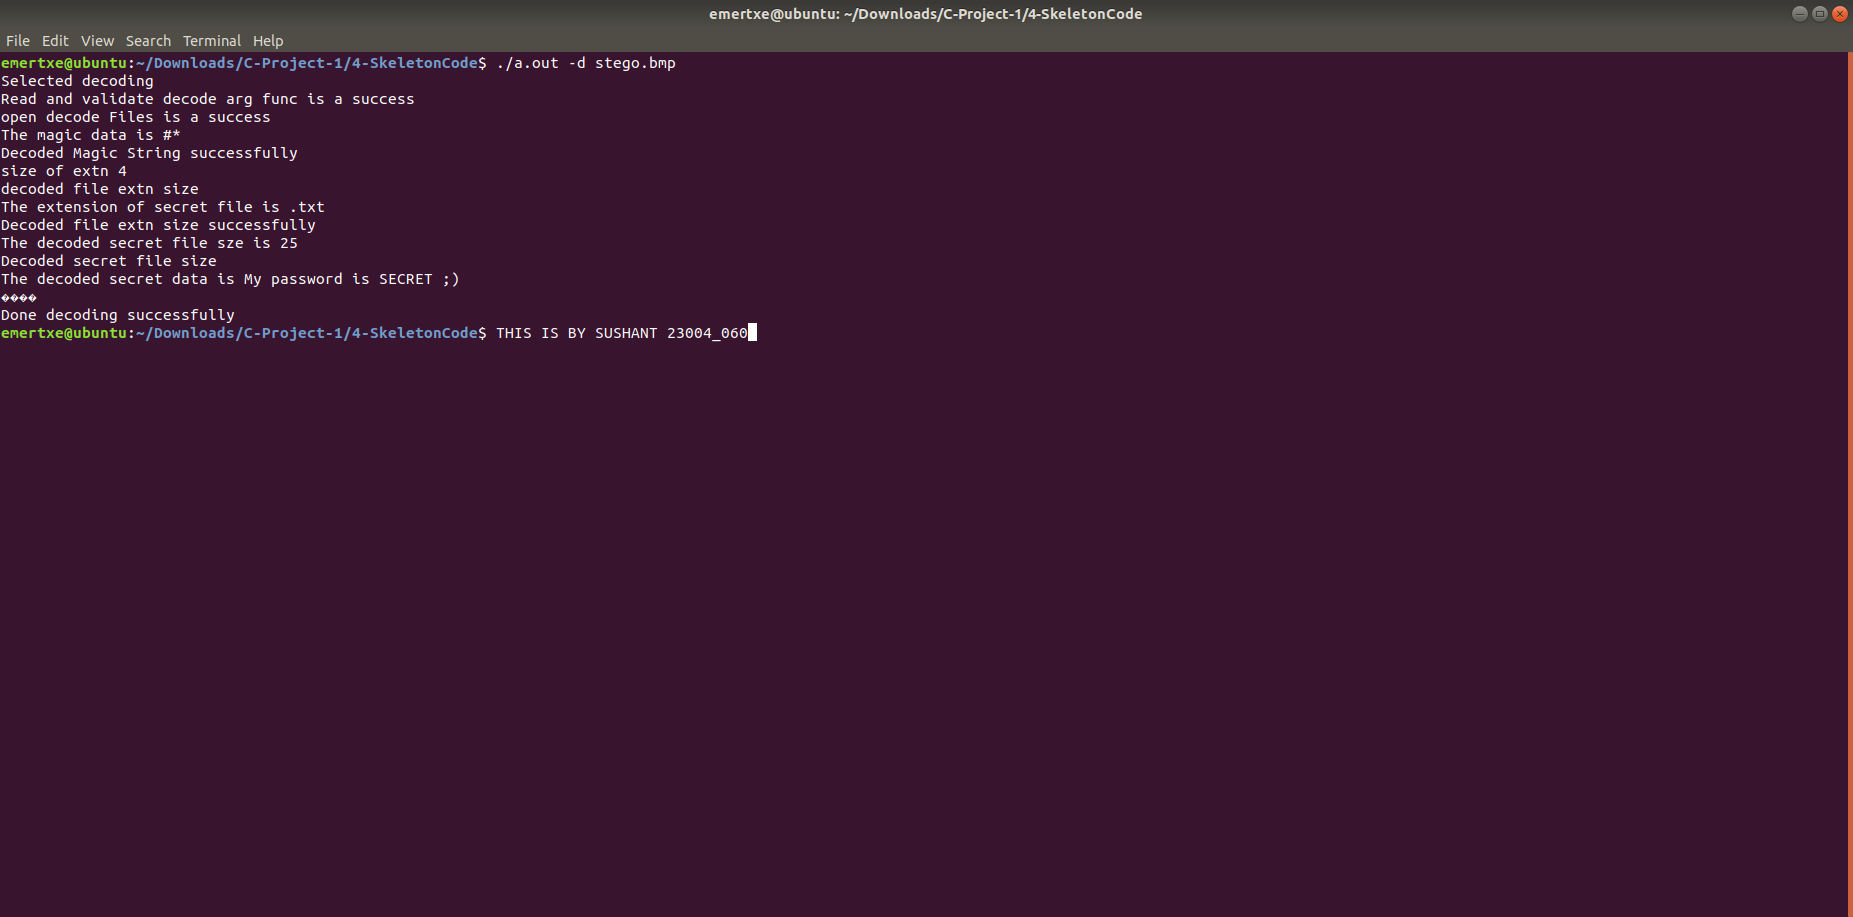 emertxe@ubuntu: ~/Downloads/C-Project-1/4-SkeletonCode
File Edit View Search Terminal Help
emertxe@ubuntu:~/Downloads/C-Project-1/4-SkeletonCode$ ./a.out -d stego.bmp
Selected decoding
Read and validate decode arg func is a success
open decode Files is a success
The magic data is #*
Decoded Magic String successfully
size of extn 4
decoded file extn size
The extension of secret file is .txt
Decoded file extn size successfully
The decoded secret file sze is 25
Decoded secret file size
The decoded secret data is My password is SECRET ;)
����
Done decoding successfully
emertxe@ubuntu:~/Downloads/C-Project-1/4-SkeletonCode$ THIS IS BY SUSHANT 23004_060